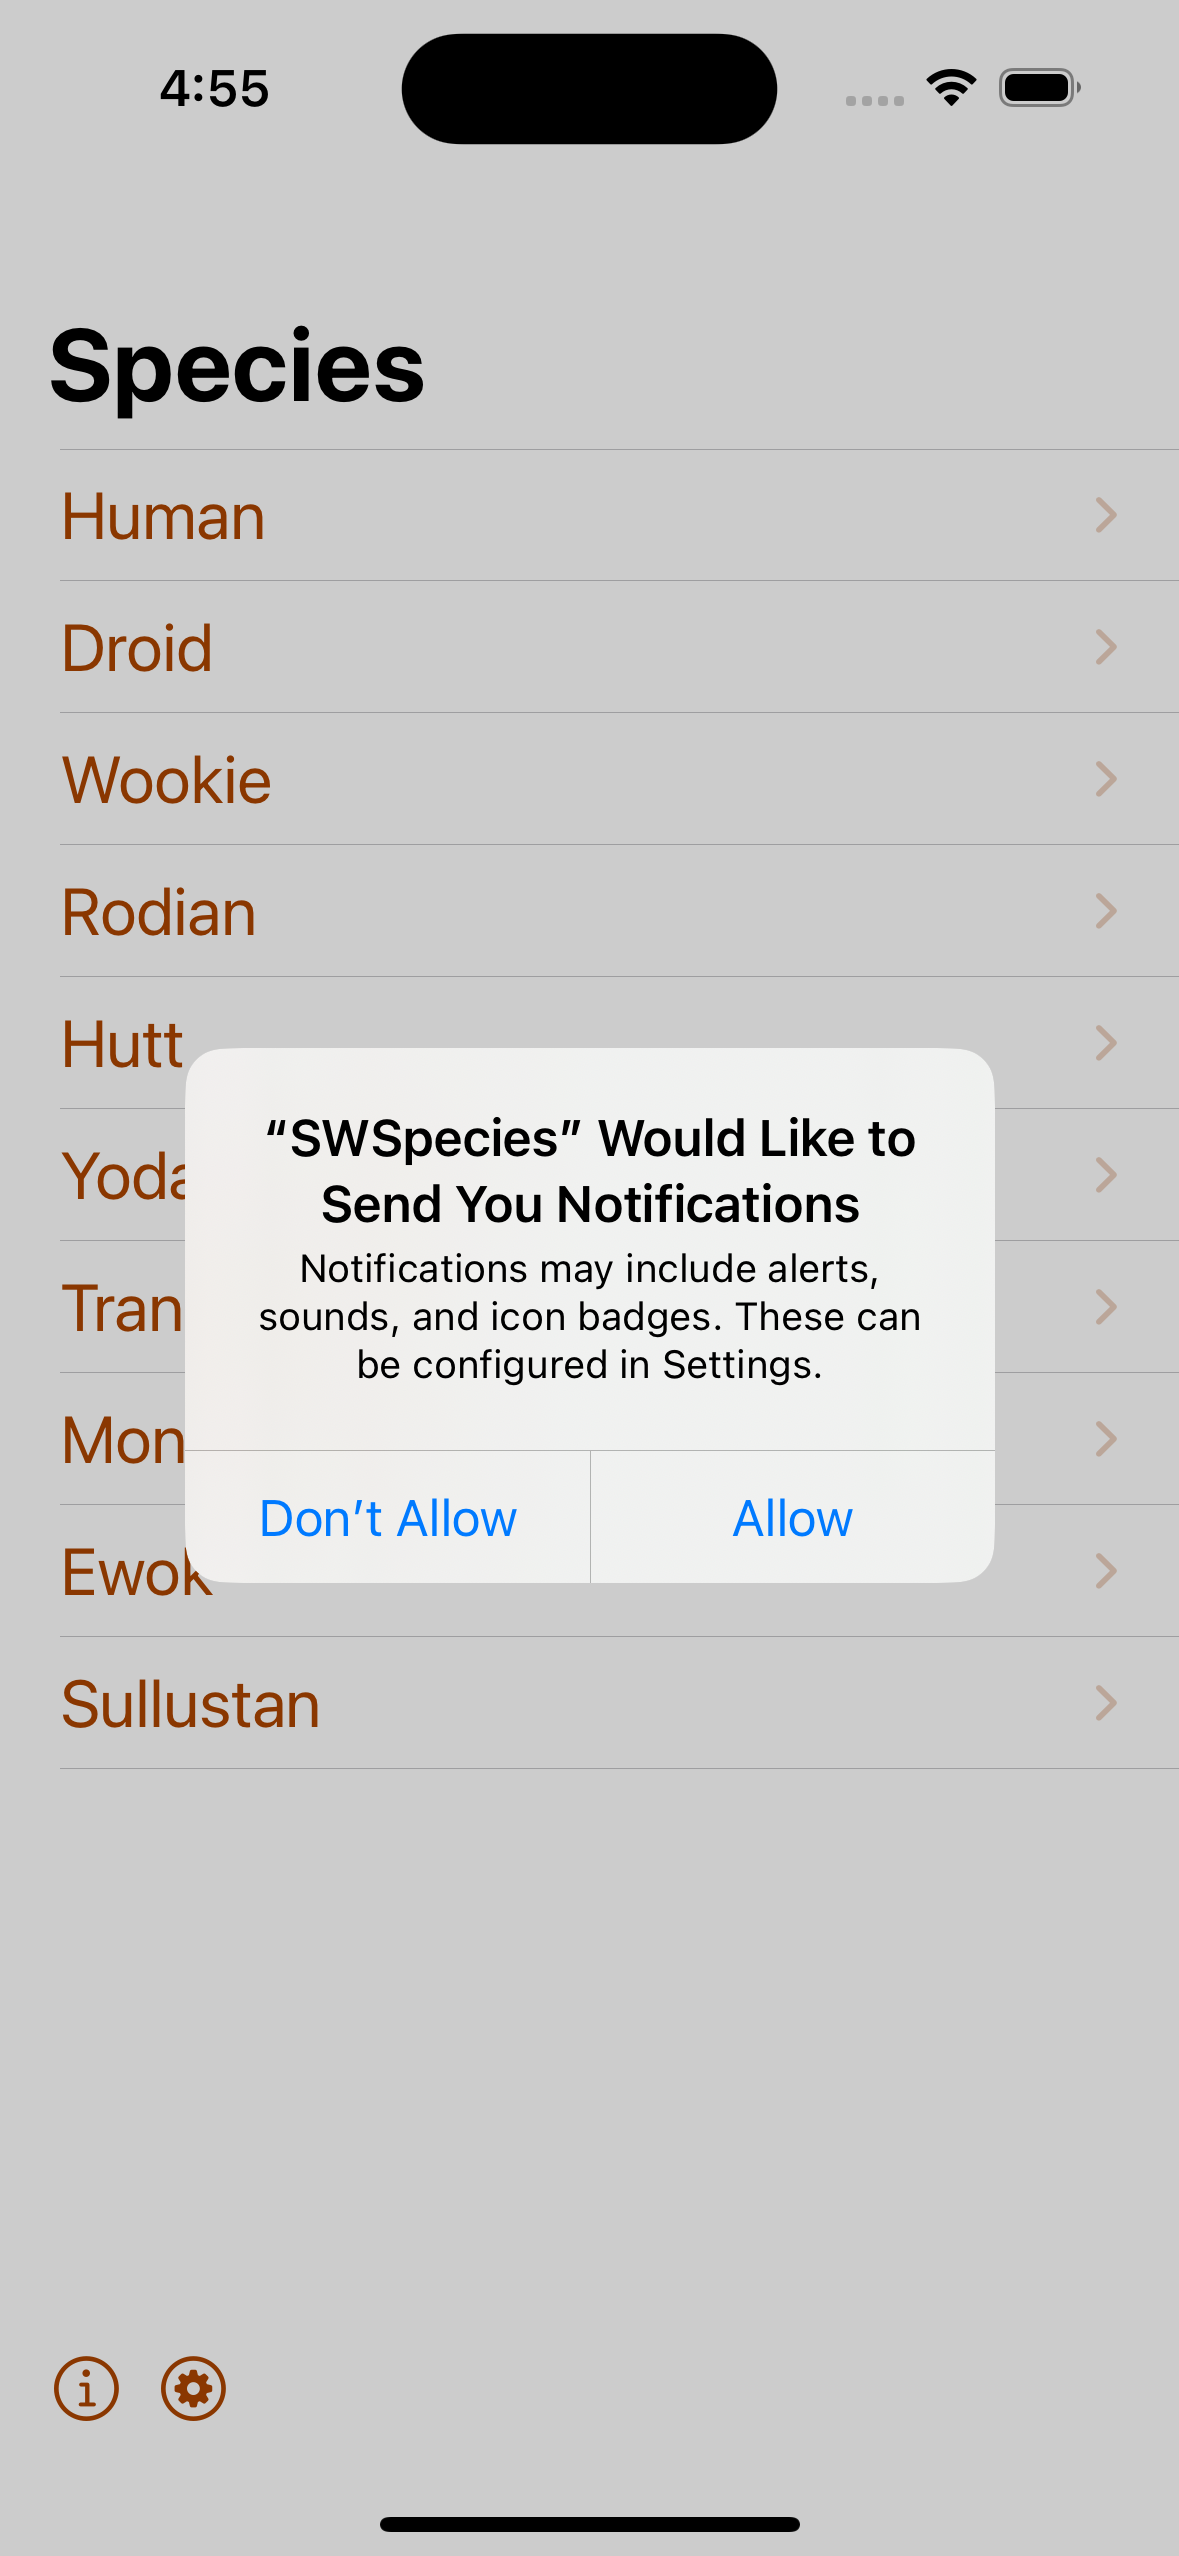 4:55
Species
Human
Droid
Wookie
Rodian
Hutt
“SWSpecies” Would Like to
Send You Notifications
Notifications may include alerts,
sounds, and icon badges. These can
be configured in Settings.
Don’t Allow
Allow
Yoda
Tran
Mon
Ewok
Sullustan